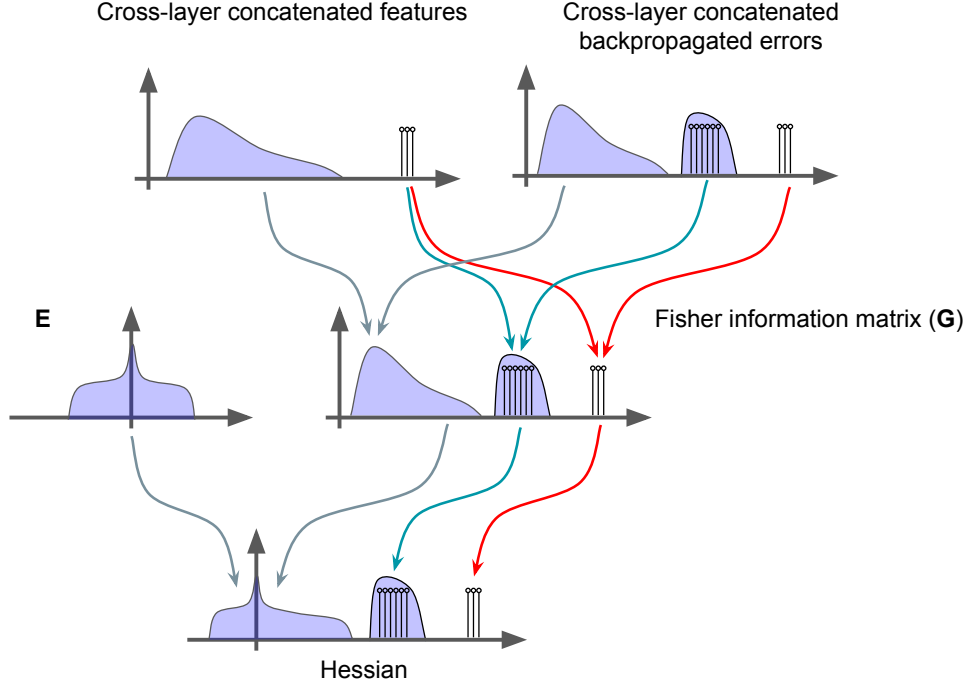 Cross-layer concatenated features
Cross-layer concatenated
backpropagated errors
E
Fisher information matrix (G)
Hessian